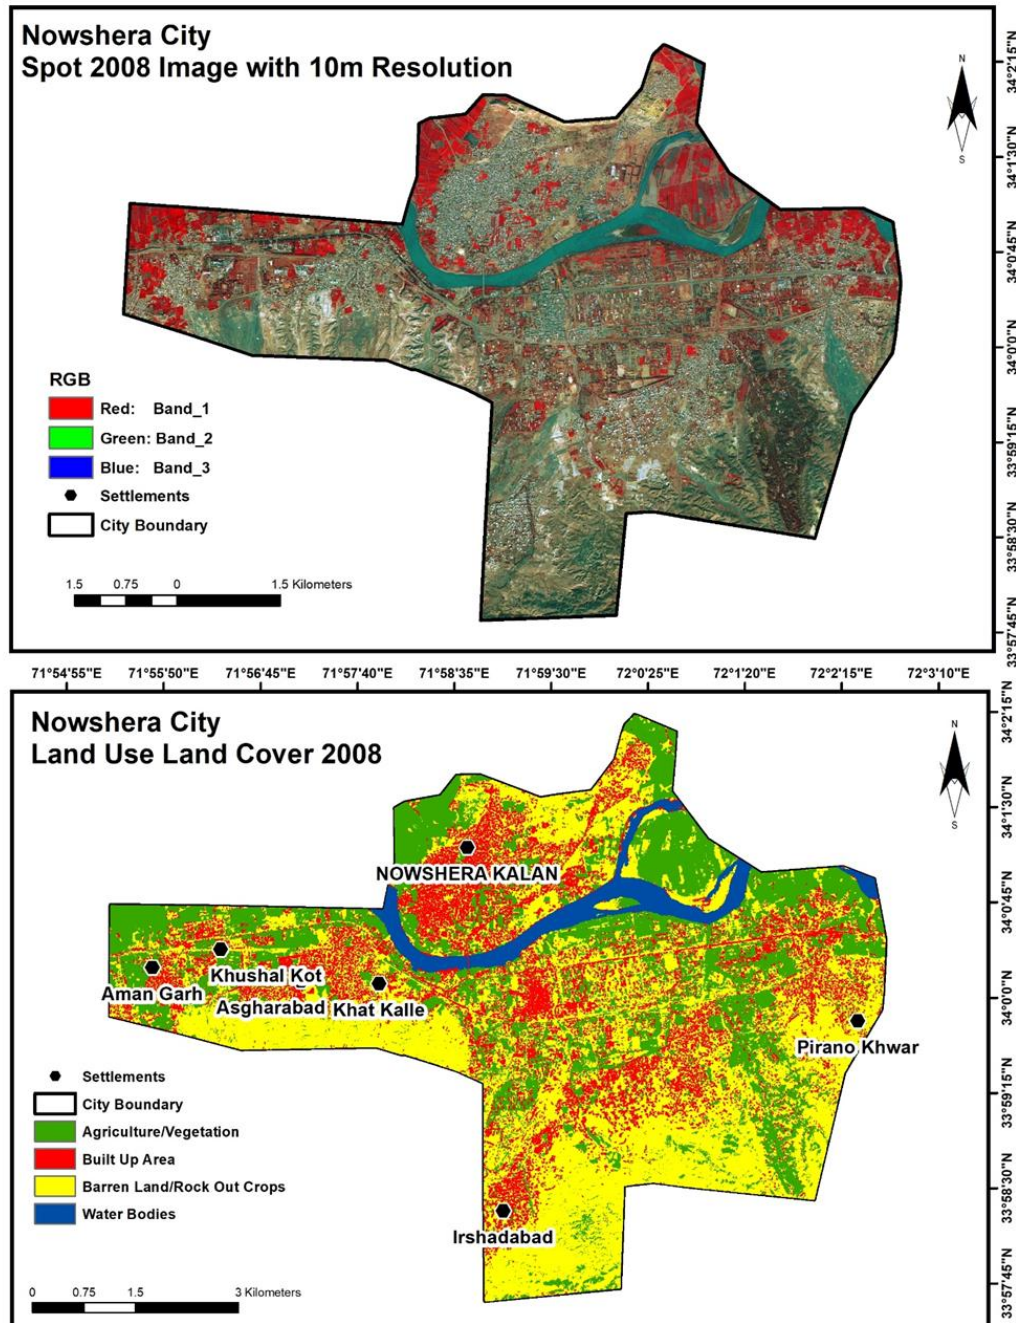 Nowshera City
Spot 2008 Image with 10m Resolution
N
S
RGB
Red: Band_1
Green: Band_2
Blue: Band_3
Settlements
City Boundary
1.5 0.75 0 1.5 Kilometers
34°2'15"N
34°1'30"N
34°0'45"N
34°0'0"N
33°59'15"N
33°58'30"N
33°57'45"N
71°54'55"E 71°55'50"E 71°56'45"E 71°57'40"E 71°58'35"E 71°59'30"E 72°0'25"E 72°1'20"E 72°2'15"E 72°3'10"E
Nowshera City
Land Use Land Cover 2008
N
S
NOWSHERA KALAN
Khushal Kot
Aman Garh
Asgharabad
Khat Kalle
Pirano Khwar
Irshadabad
Settlements
City Boundary
Agriculture/Vegetation
Built Up Area
Barren Land/Rock Out Crops
Water Bodies
0 0.75 1.5 3 Kilometers
34°2'15"N
34°1'30"N
34°0'45"N
34°0'0"N
33°59'15"N
33°58'30"N
33°57'45"N